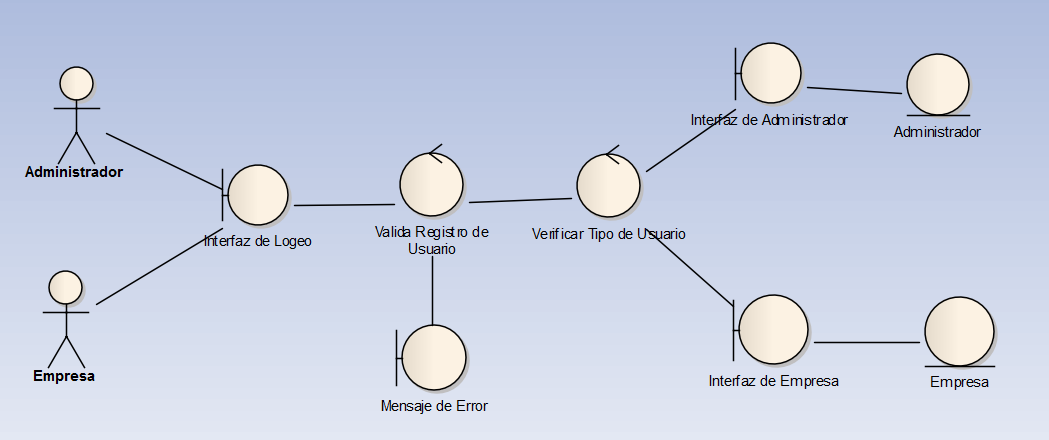 Administrador
Empresa
Interfaz de Logeo
Valida Registro de
Usuario
Mensaje de Error
Verificar Tipo de Usuario
Interfaz de Administrador
Administrador
Interfaz de Empresa
Empresa